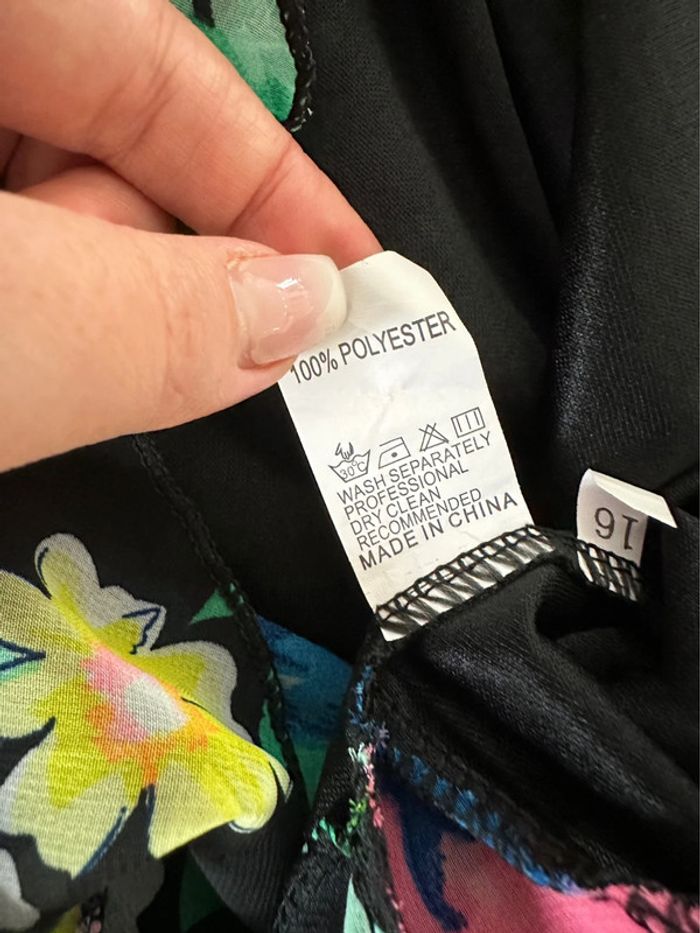 100% POLYESTER
30°C
WASH SEPARATELY
PROFESSIONAL
DRY CLEAN
RECOMMENDED
MADE IN CHINA
16